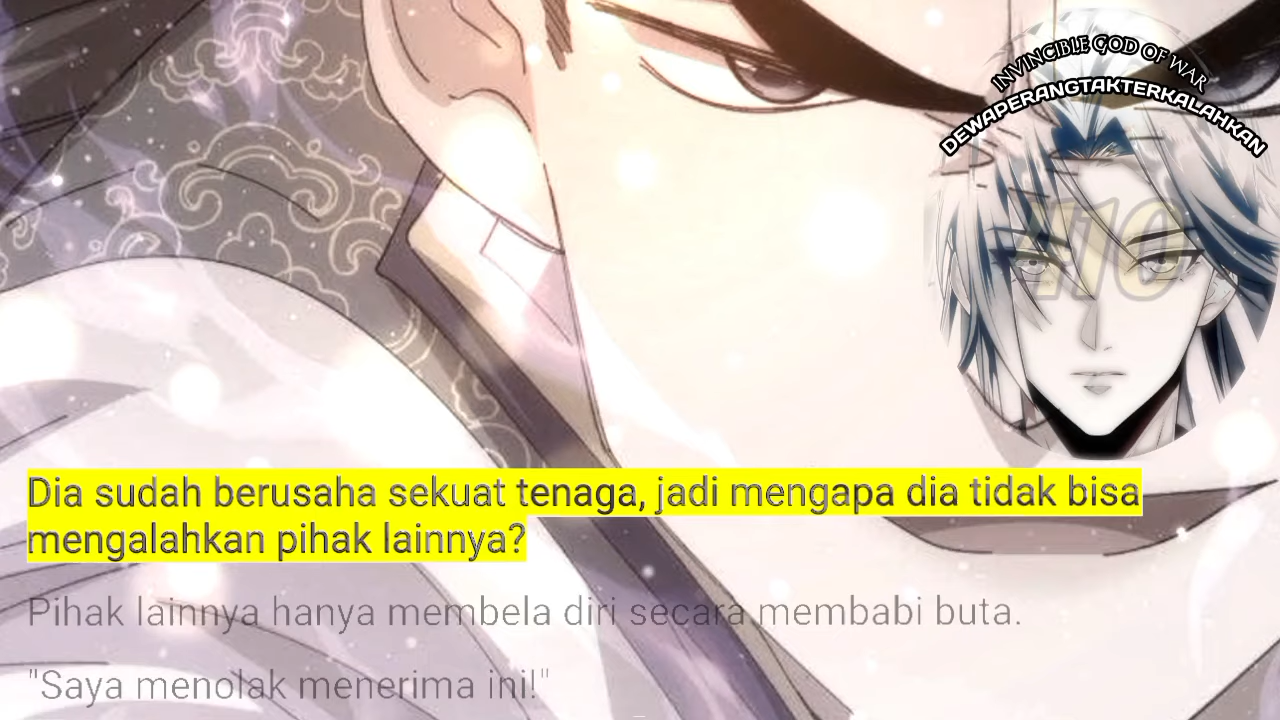 INVINCIBLE GOD OF WAR
DEWAPERANGTAKTERKALAHKAN
#10
Dia sudah berusaha sekuat tenaga, jadi mengapa dia tidak bisa
mengalahkan pihak lainnya?
Pihak lainnya hanya membela diri secara membabi buta.
"Saya menolak menerima ini!"